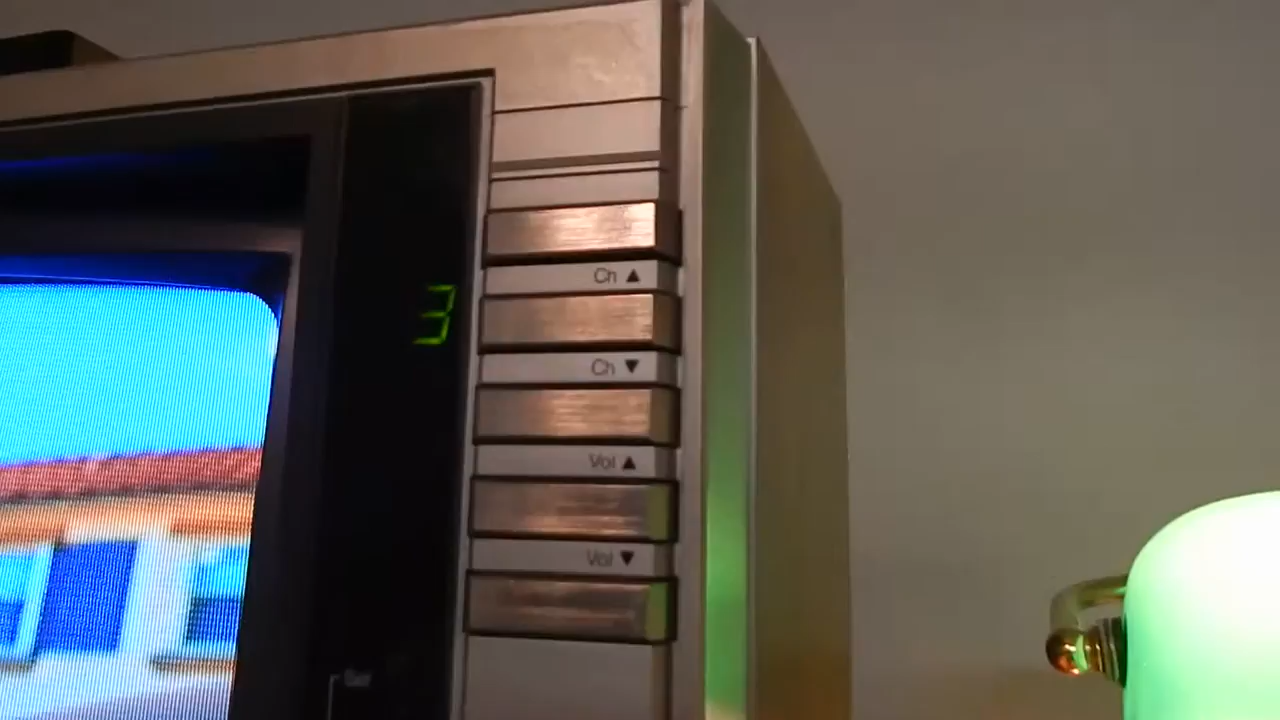 3
Ch ▲
Ch ▼
Vol ▲
Vol ▼